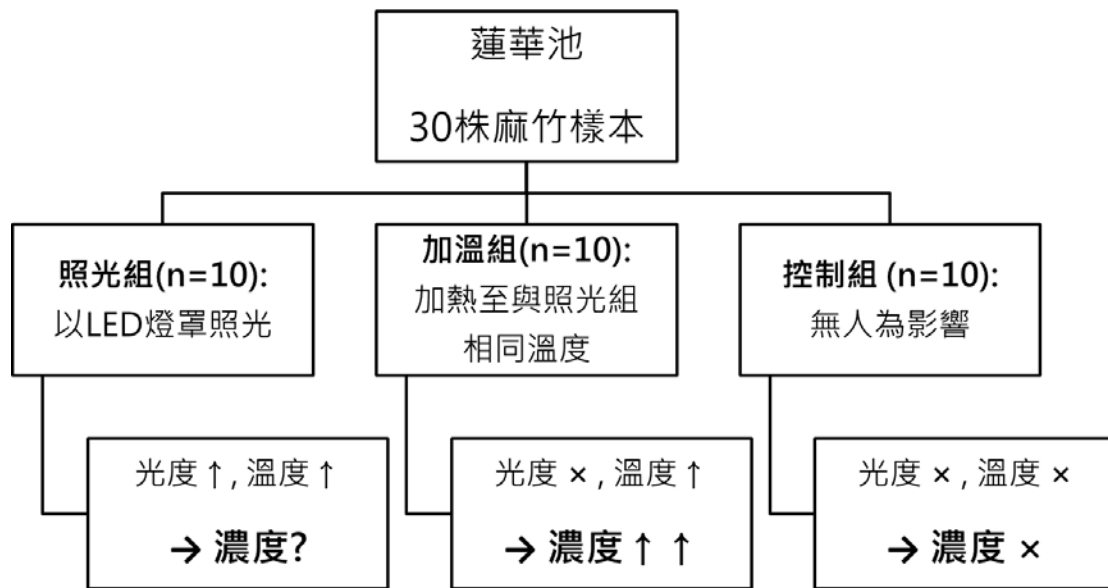 蓮華池
30株麻竹樣本
照光組(n=10):
以LED燈罩照光
加溫組(n=10):
加熱至與照光組
相同溫度
控制組 (n=10):
無人為影響
光度 ↑ , 溫度 ↑
→ 濃度?
光度 × , 溫度 ↑
→ 濃度 ↑ ↑
光度 × , 溫度 ×
→ 濃度 ×